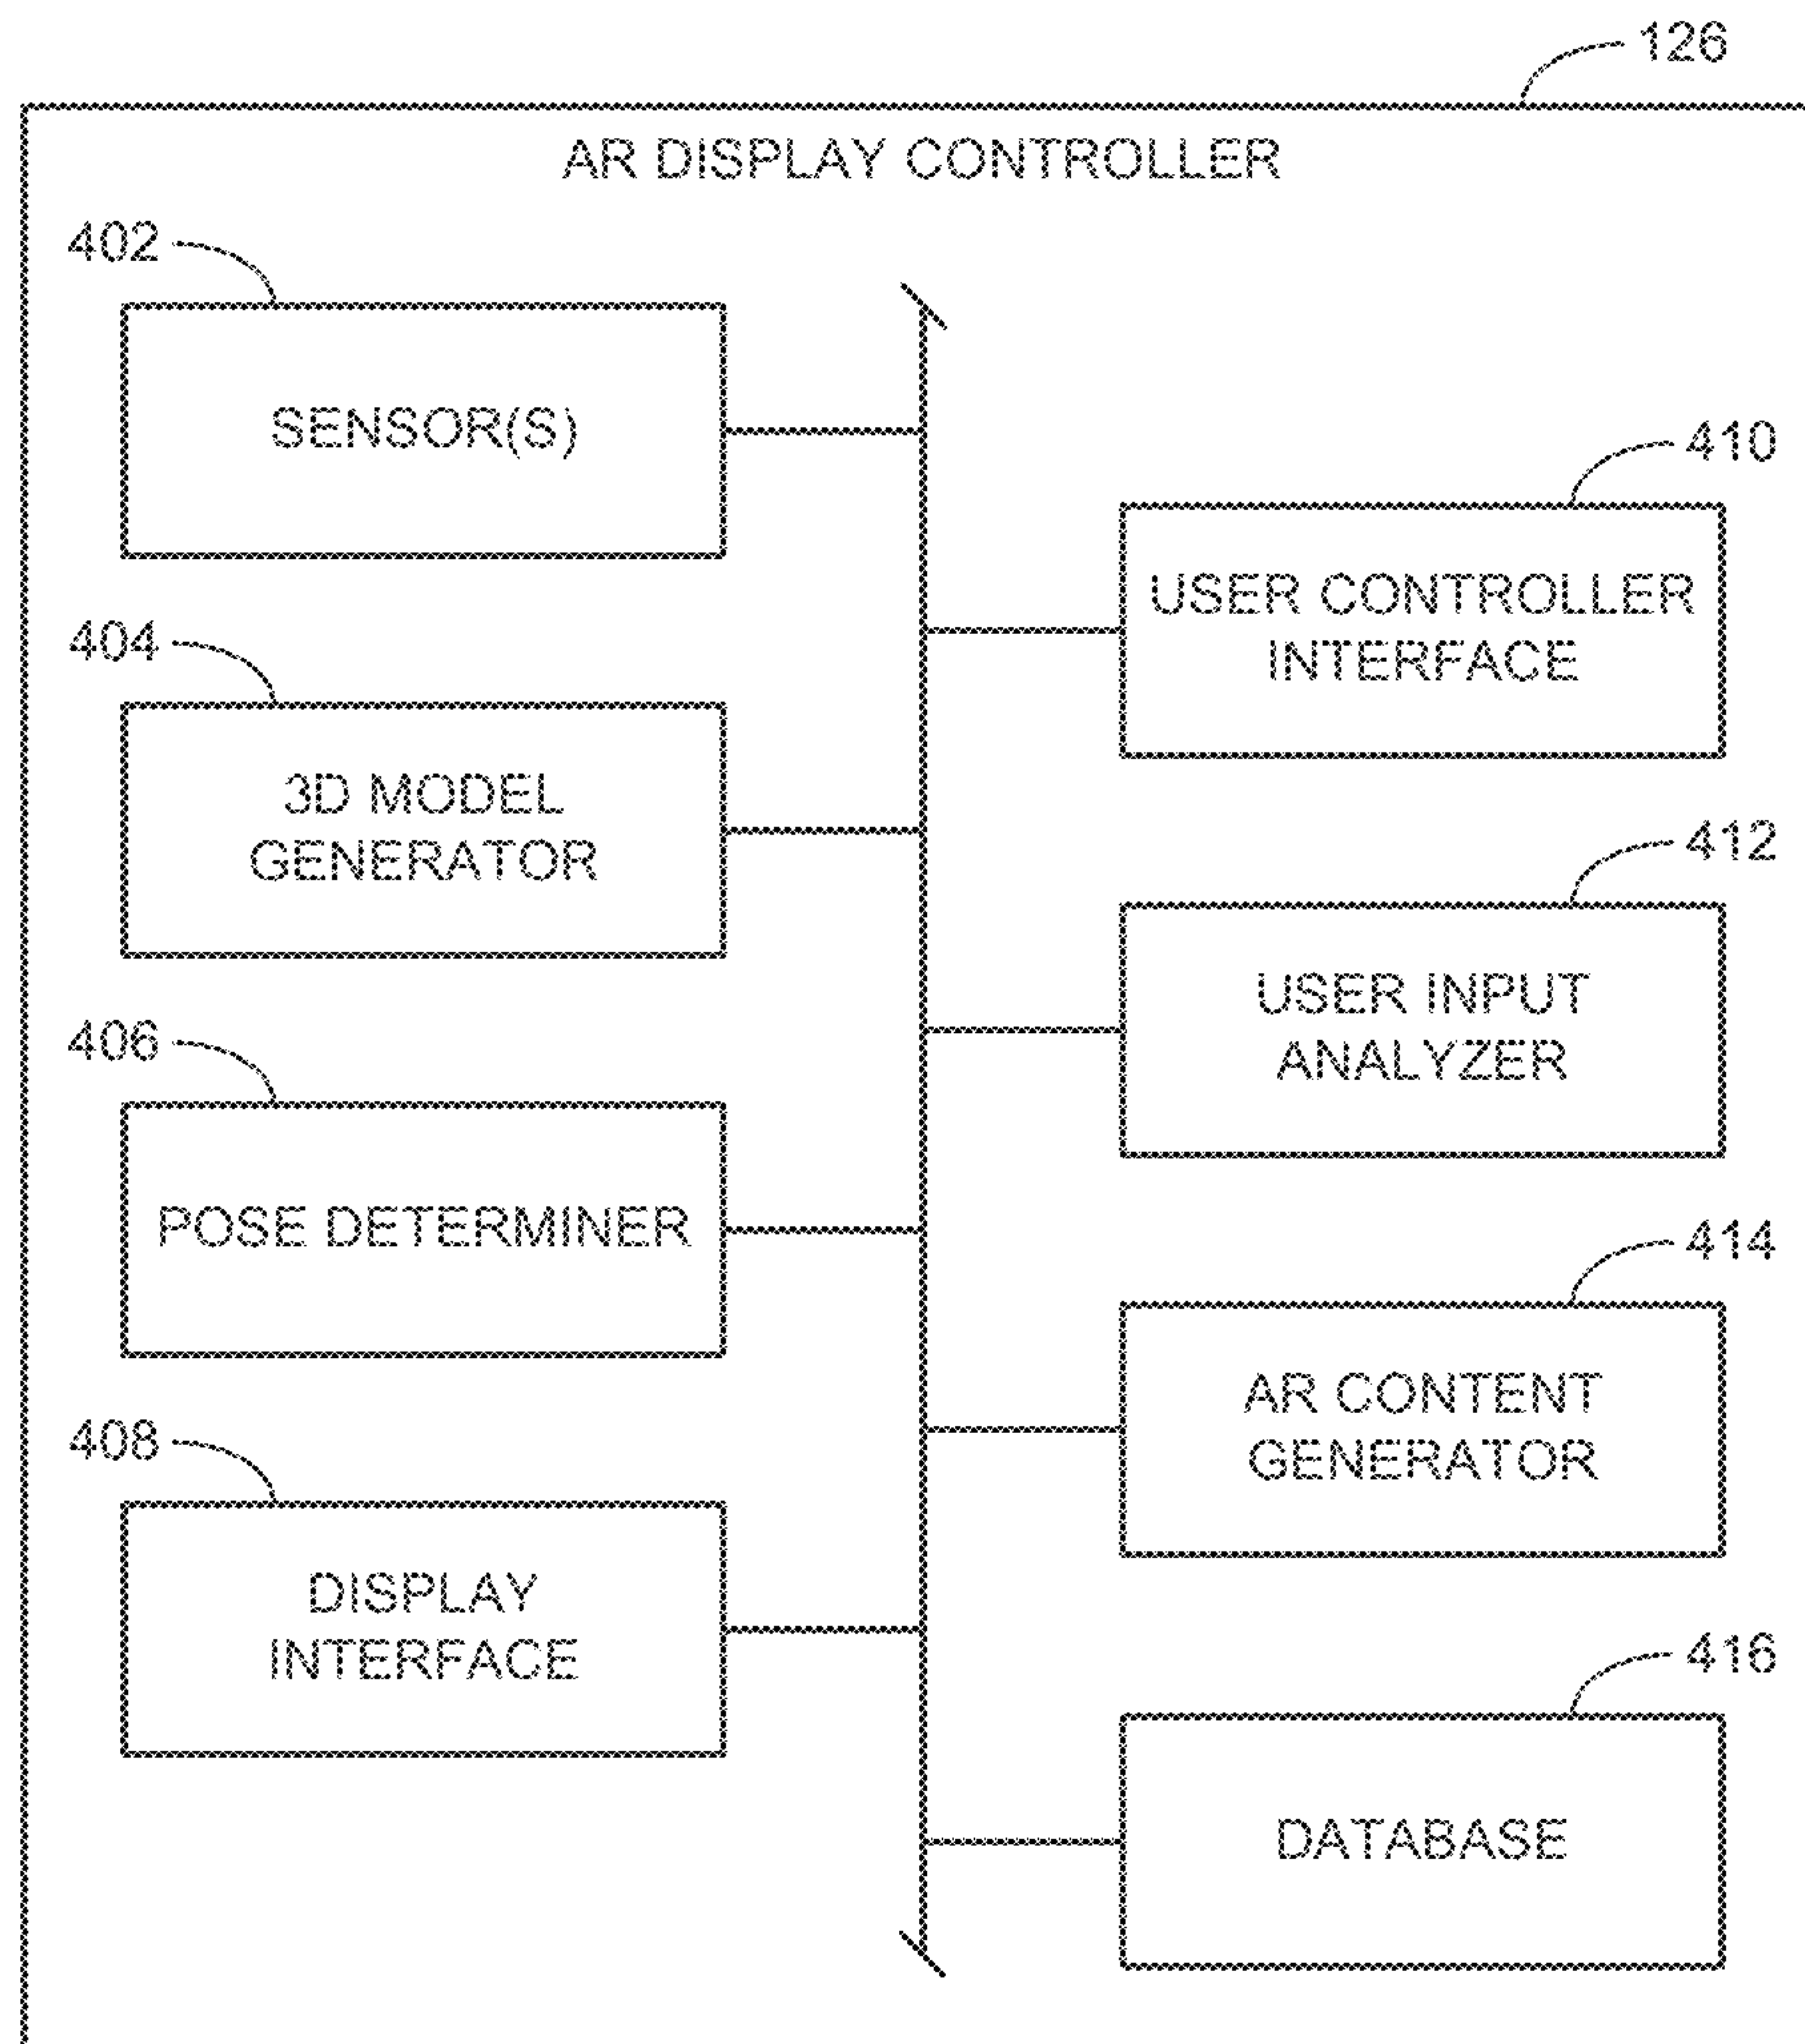 126
AR DISPLAY CONTROLLER
402
SENSOR(S)
404
3D MODEL
GENERATOR
406
POSE DETERMINER
408
DISPLAY
INTERFACE
410
USER CONTROLLER
INTERFACE
412
USER INPUT
ANALYZER
414
AR CONTENT
GENERATOR
416
DATABASE